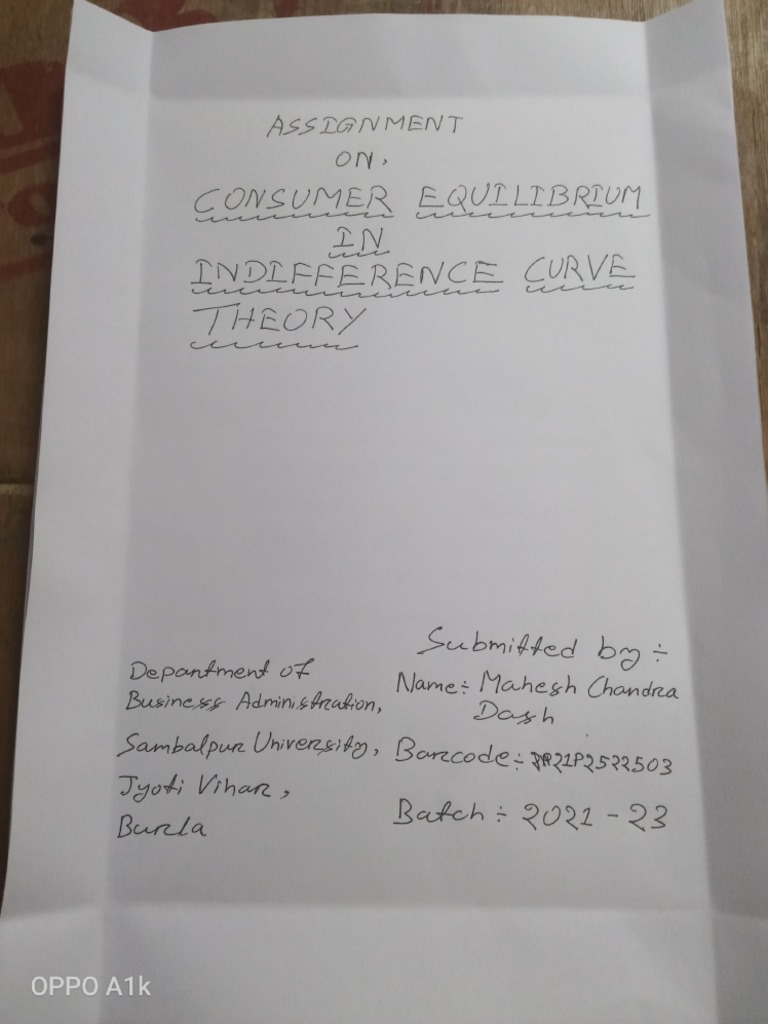 ASSIGNMENT
ON,
CONSUMER EQUILIBRIUM
IN
INDIFFERENCE CURVE
THEORY
Department of
Business Administration,
Sambalpur University,
Jyoti Vihar,
Burla
Submitted by ÷
Name ÷ Mahesh Chandra
Dash
Barcode ÷
Batch ÷ 2021 - 23
OPPO A1k